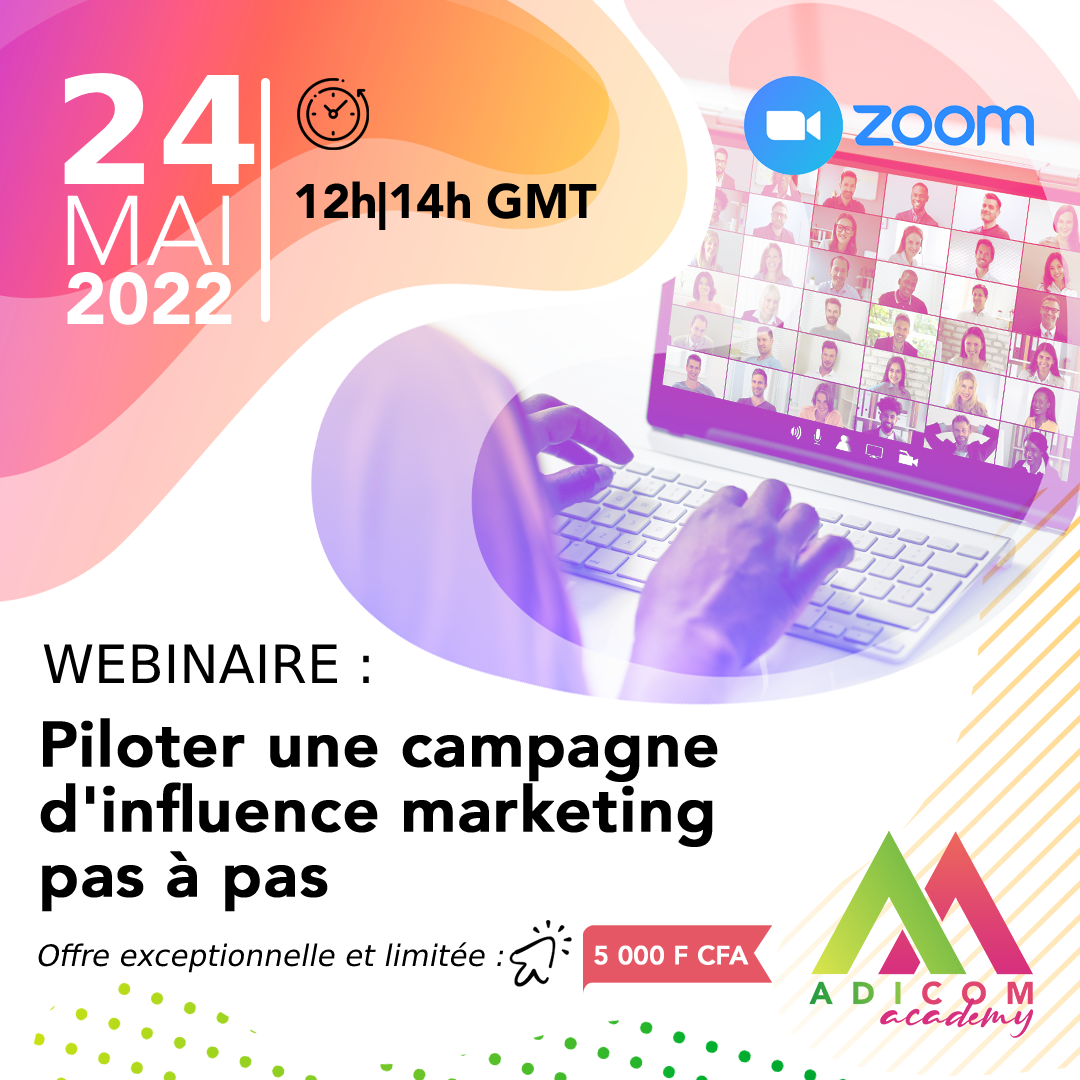 24
MAI
2022
12h|14h GMT
zoom
WEBINAIRE :
Piloter une campagne
d'influence marketing
pas à pas
Offre exceptionnelle et limitée :
5 000 F CFA
ADICOM
academy